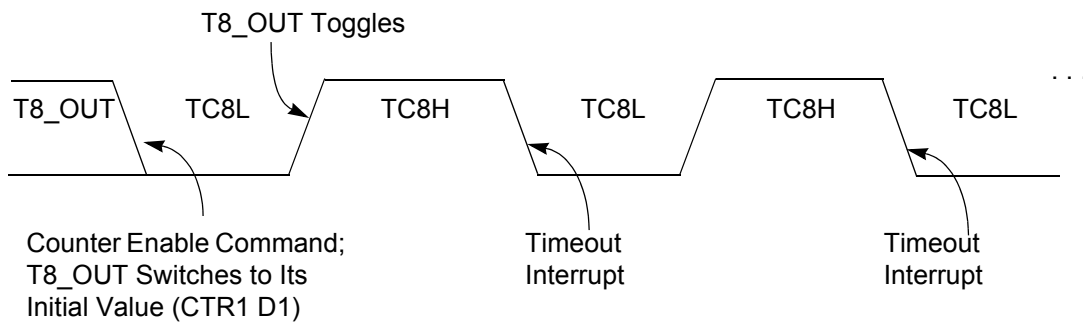 T8_OUT Toggles
. . .
T8_OUT TC8L TC8H TC8L TC8H TC8L
Counter Enable Command;
T8_OUT Switches to Its
Initial Value (CTR1 D1)
Timeout
Interrupt
Timeout
Interrupt